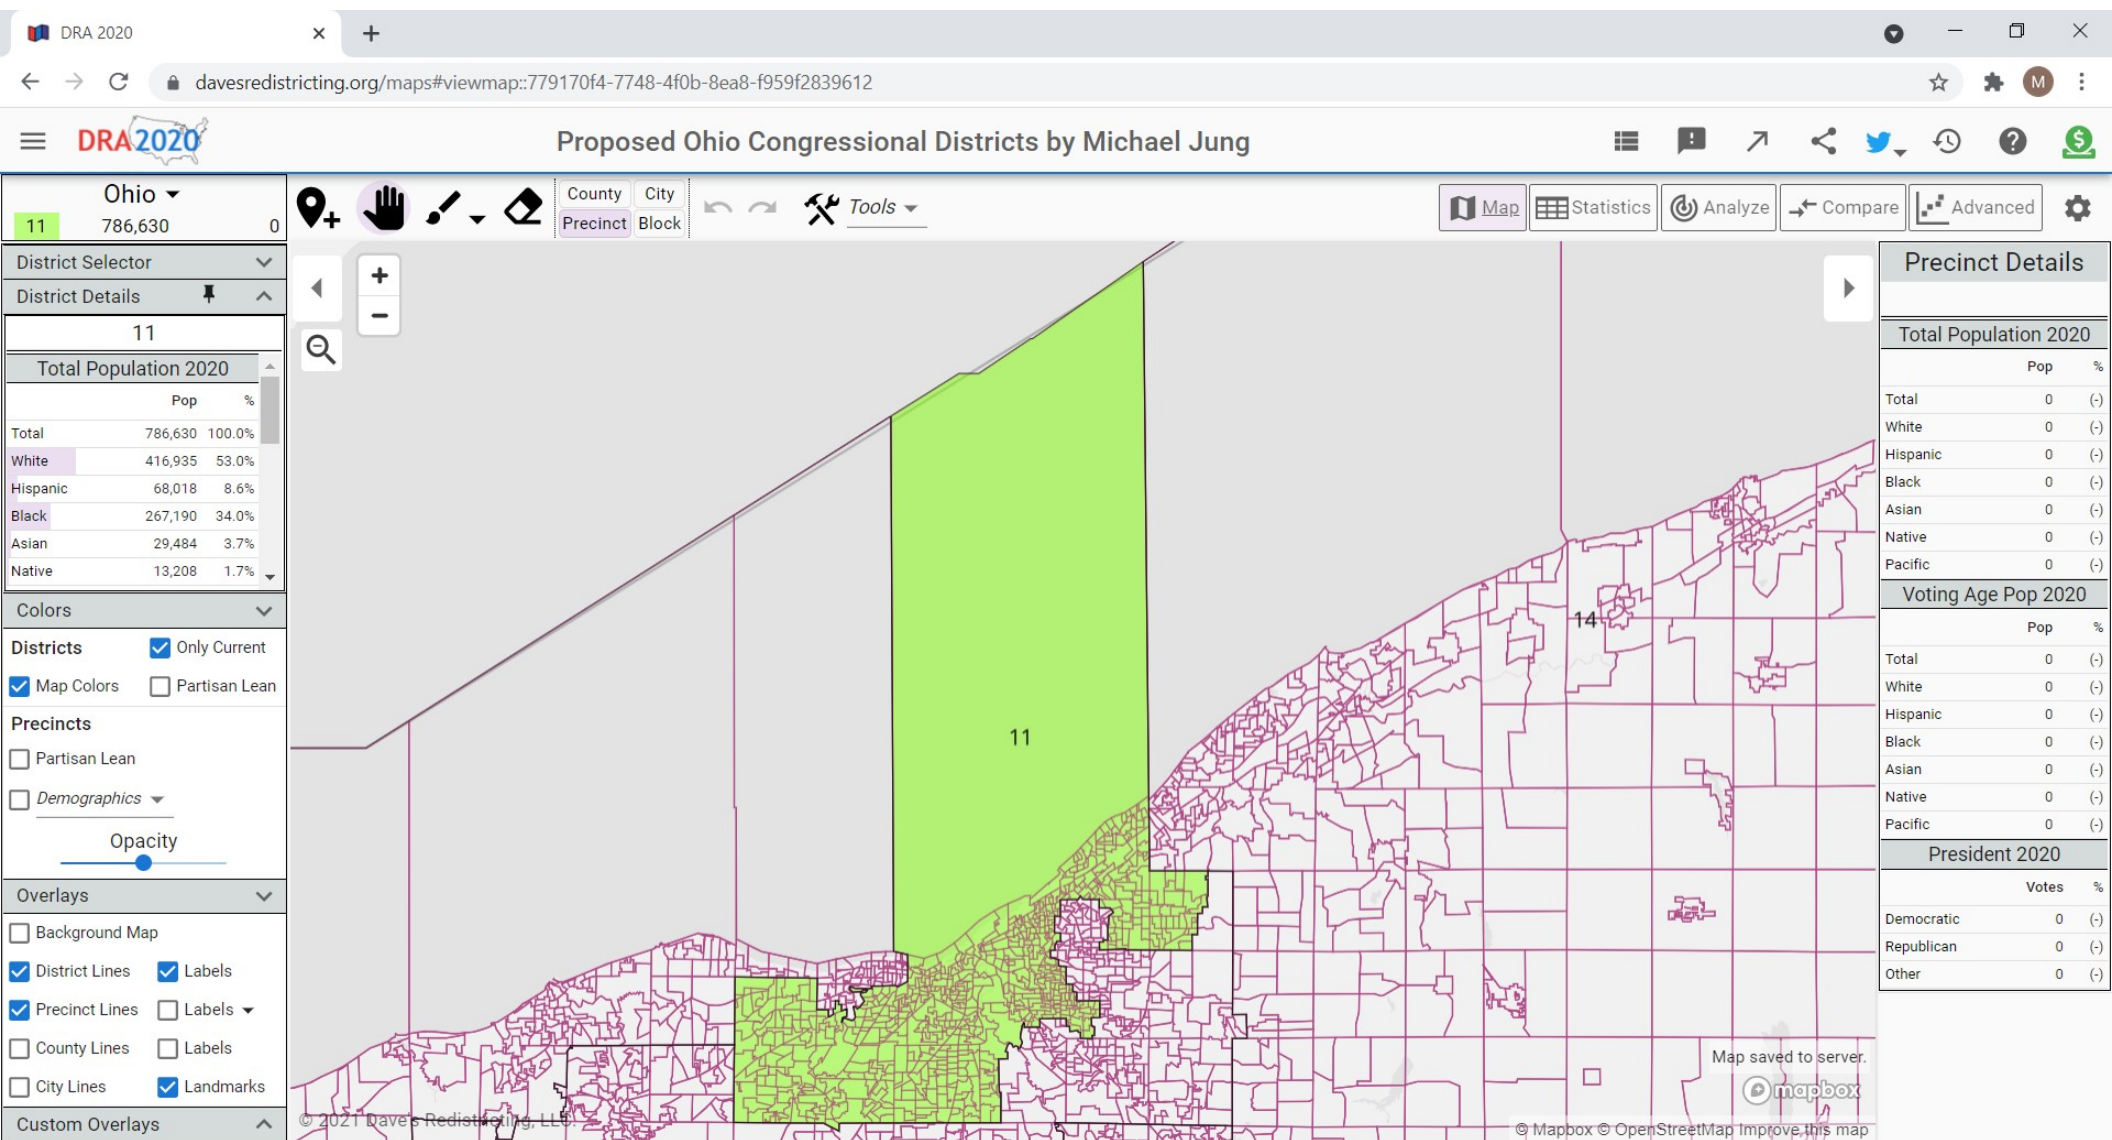 DRA 2020
davesredistricting.org/maps#viewmap::779170f4-7748-4f0b-8ea8-f959f2839612
M
DRA2020
Proposed Ohio Congressional Districts by Michael Jung
Ohio
11 786,630 0
County City
Precinct Block
Tools
Map Statistics Analyze Compare Advanced
District Selector
District Details
11
Total Population 2020
Pop %
Total 786,630 100.0%
White 416,935 53.0%
Hispanic 68,018 8.6%
Black 267,190 34.0%
Asian 29,484 3.7%
Native 13,208 1.7%
Colors
Districts Only Current
Map Colors Partisan Lean
Precincts
Partisan Lean
Demographics
Opacity
Overlays
Background Map
District Lines Labels
Precinct Lines Labels
County Lines Labels
City Lines Landmarks
Custom Overlays
+
−
14
11
© 2021 Dave's Redistricting, LLC.
Map saved to server.
mapbox
© Mapbox © OpenStreetMap Improve this map
Precinct Details
Total Population 2020
Pop %
Total 0 (-)
White 0 (-)
Hispanic 0 (-)
Black 0 (-)
Asian 0 (-)
Native 0 (-)
Pacific 0 (-)
Voting Age Pop 2020
Pop %
Total 0 (-)
White 0 (-)
Hispanic 0 (-)
Black 0 (-)
Asian 0 (-)
Native 0 (-)
Pacific 0 (-)
President 2020
Votes %
Democratic 0 (-)
Republican 0 (-)
Other 0 (-)